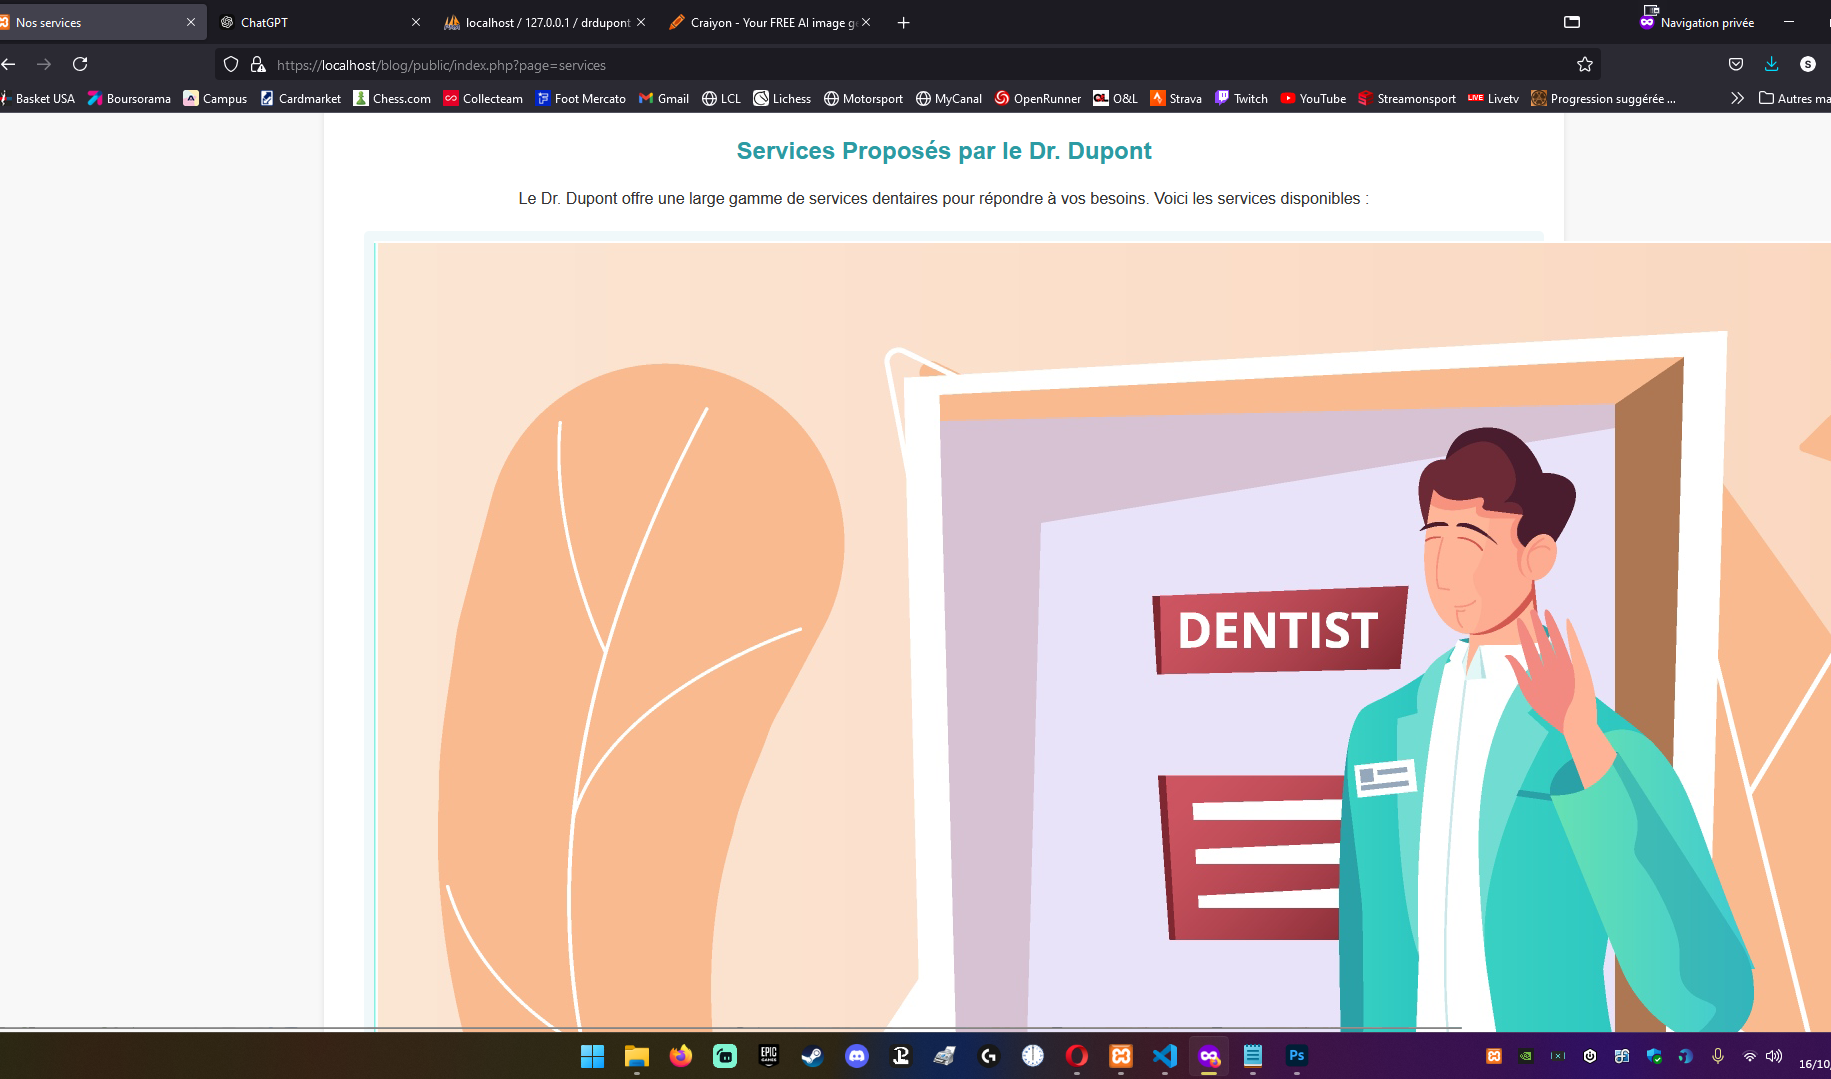 Nos services
ChatGPT
localhost / 127.0.0.1 / drdupont
Craiyon - Your FREE AI image g
Navigation privée
https://localhost/blog/public/index.php?page=services
Basket USA
Boursorama
Campus
Cardmarket
Chess.com
Collecteam
Foot Mercato
Gmail
LCL
Lichess
Motorsport
MyCanal
OpenRunner
O&L
Strava
Twitch
YouTube
Streamonsport
LIVE
Livetv
Progression suggérée ...
Autres ma
Services Proposés par le Dr. Dupont
Le Dr. Dupont offre une large gamme de services dentaires pour répondre à vos besoins. Voici les services disponibles :
DENTIST
EPIC
GAMES
Ps
16/10